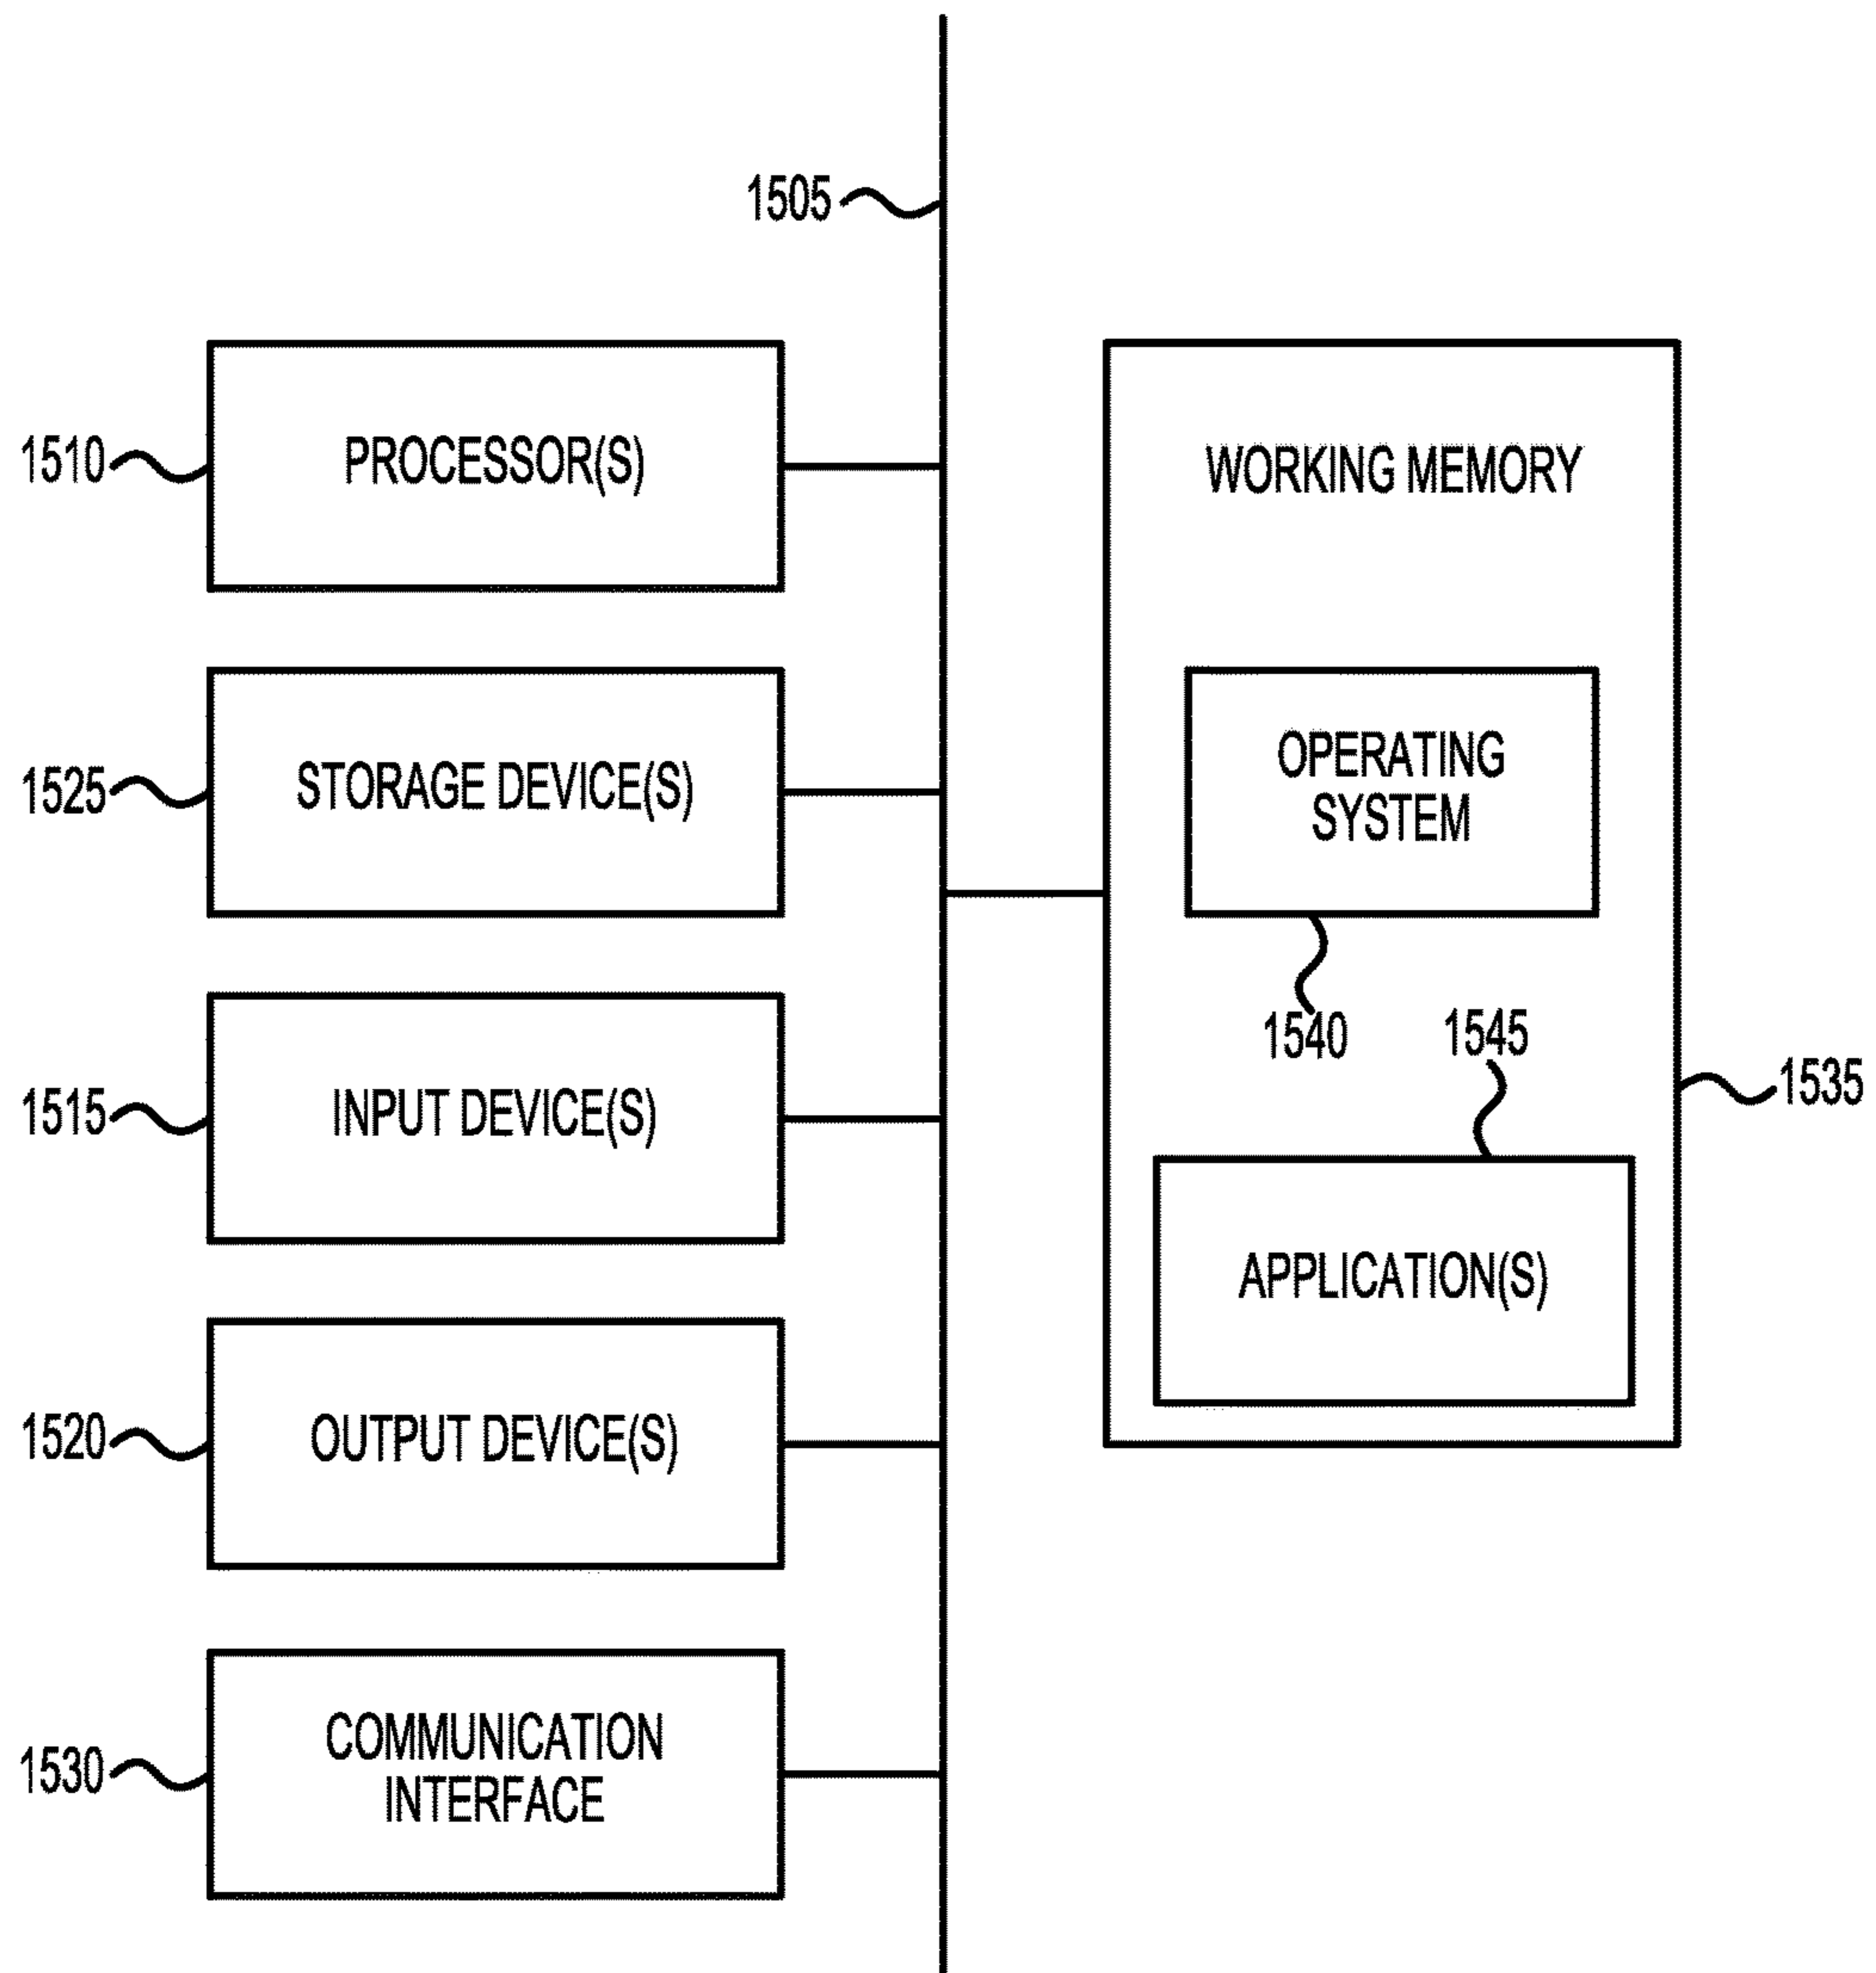 1505
1510
PROCESSOR(S)
WORKING MEMORY
1525
STORAGE DEVICE(S)
OPERATING
SYSTEM
1540
1545
1515
INPUT DEVICE(S)
1535
APPLICATION(S)
1520
OUTPUT DEVICE(S)
1530
COMMUNICATION
INTERFACE